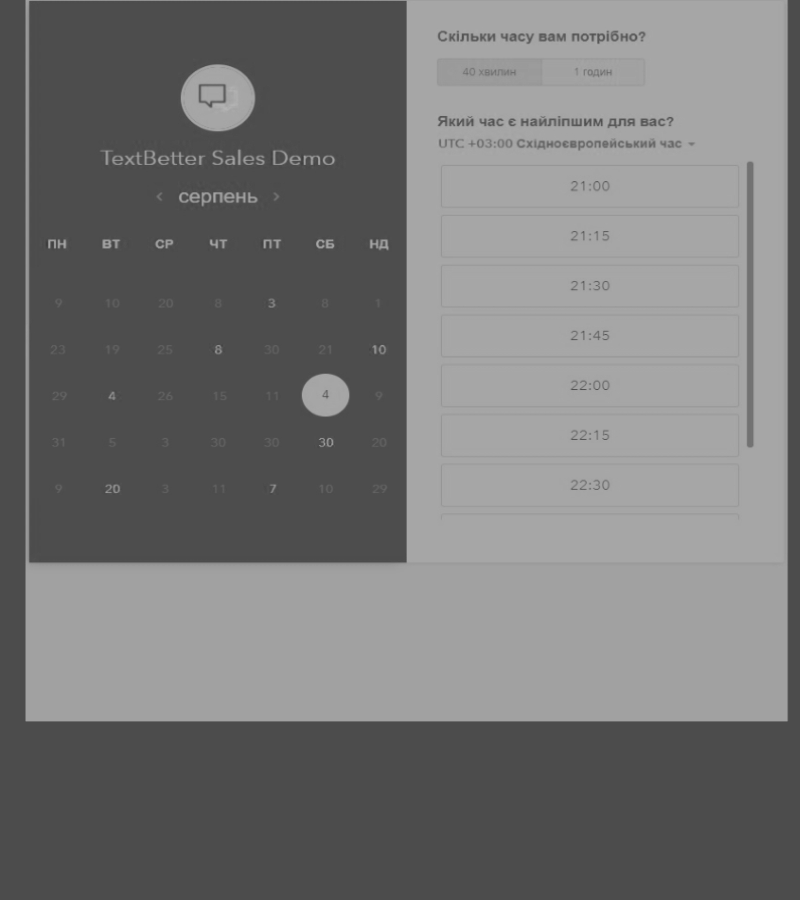 TextBetter Sales Demo
‹ серпень ›
ПН ВТ СР ЧТ ПТ СБ НД
9 10 20 8 3 8 1
23 19 25 8 30 21 10
29 4 26 15 11 4 9
31 5 3 30 30 30 20
9 20 3 11 7 10 29
Скільки часу вам потрібно?
40 хвилин 1 годин
Який час є найліпшим для вас?
UTC +03:00 Східноєвропейський час
21:00
21:15
21:30
21:45
22:00
22:15
22:30